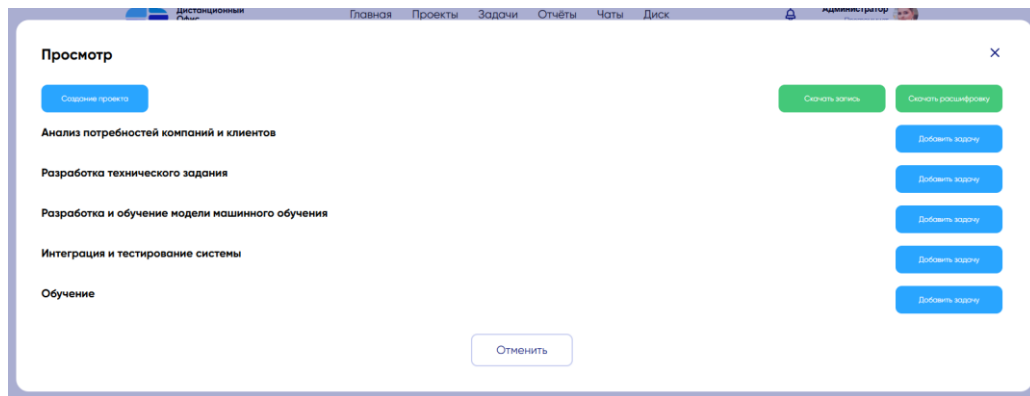 Дистанционный
Офис
Главная Проекты Задачи Отчёты Чаты Диск
Администратор
Просмотр
Создание проекта
Скачать запись
Скачать расшифровку
Анализ потребностей компаний и клиентов
Добавить задачу
Разработка технического задания
Добавить задачу
Разработка и обучение модели машинного обучения
Добавить задачу
Интеграция и тестирование системы
Добавить задачу
Обучение
Добавить задачу
Отменить